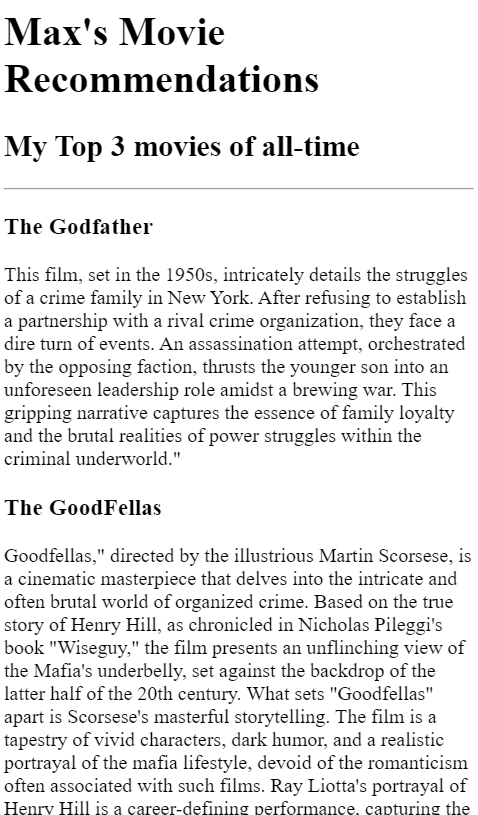 Max's Movie
Recommendations
My Top 3 movies of all-time
The Godfather
This film, set in the 1950s, intricately details the struggles
of a crime family in New York. After refusing to establish
a partnership with a rival crime organization, they face a
dire turn of events. An assassination attempt, orchestrated
by the opposing faction, thrusts the younger son into an
unforeseen leadership role amidst a brewing war. This
gripping narrative captures the essence of family loyalty
and the brutal realities of power struggles within the
criminal underworld."
The GoodFellas
Goodfellas," directed by the illustrious Martin Scorsese, is
a cinematic masterpiece that delves into the intricate and
often brutal world of organized crime. Based on the true
story of Henry Hill, as chronicled in Nicholas Pileggi's
book "Wiseguy," the film presents an unflinching view of
the Mafia's underbelly, set against the backdrop of the
latter half of the 20th century. What sets "Goodfellas"
apart is Scorsese's masterful storytelling. The film is a
tapestry of vivid characters, dark humor, and a realistic
portrayal of the mafia lifestyle, devoid of the romanticism
often associated with such films. Ray Liotta's portrayal of
Henry Hill is a career-defining performance, capturing the